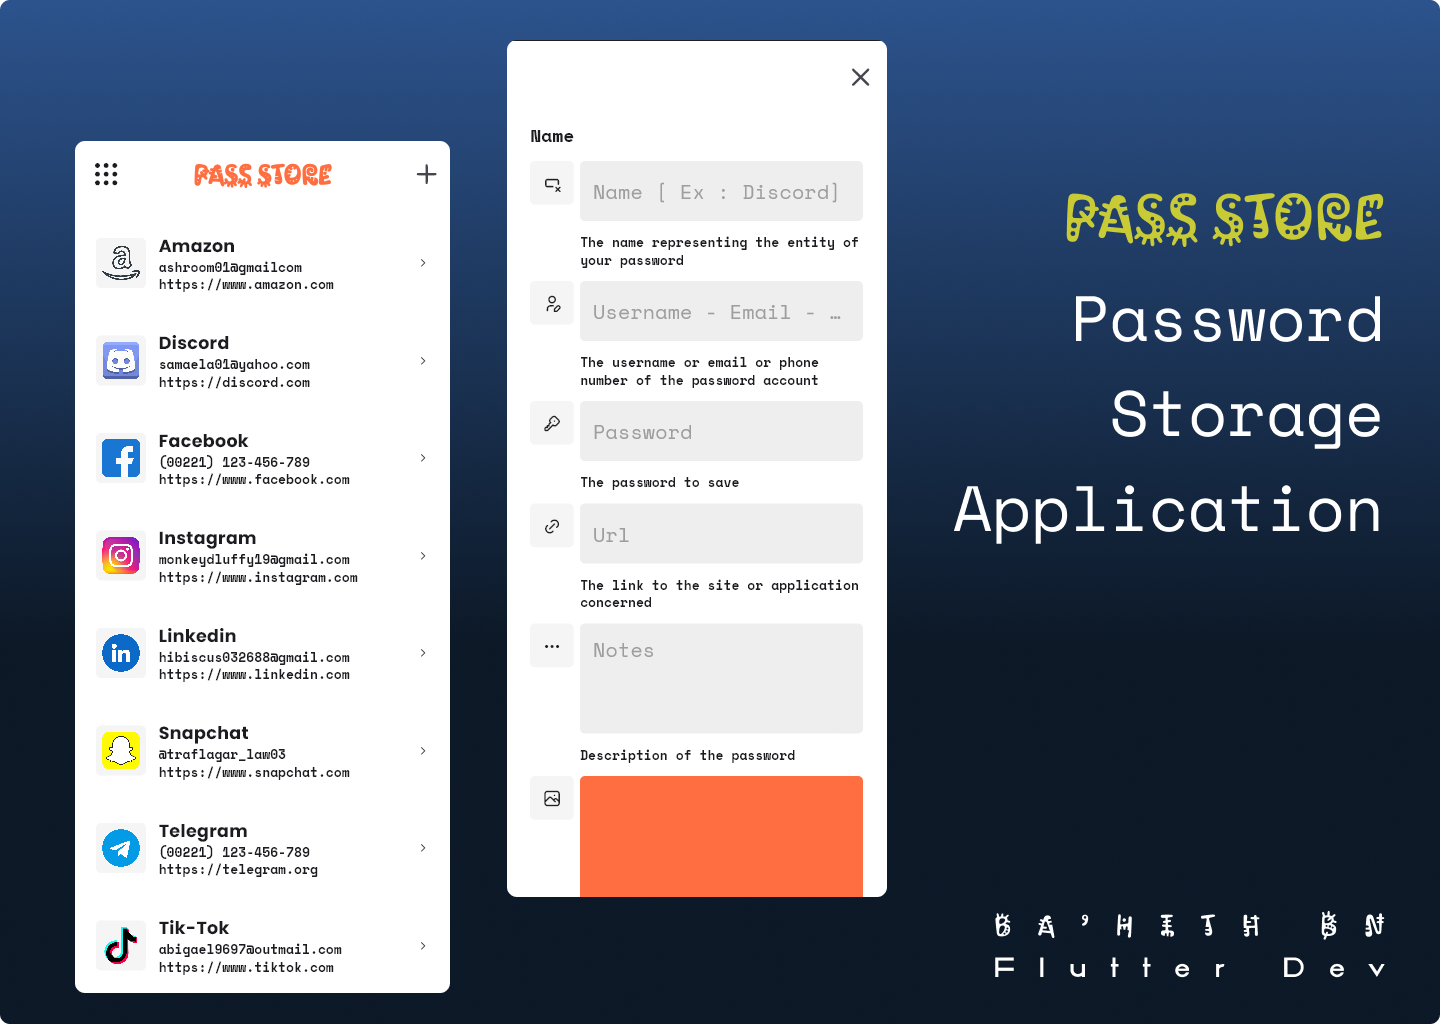 PASS STORE
Amazon
ashroom01@gmailcom
https://www.amazon.com
Discord
samaela01@yahoo.com
https://discord.com
Facebook
(00221) 123-456-789
https://www.facebook.com
Instagram
monkeydluffy19@gmail.com
https://www.instagram.com
Linkedin
hibiscus032688@gmail.com
https://www.linkedin.com
Snapchat
@traflagar_law03
https://www.snapchat.com
Telegram
(00221) 123-456-789
https://telegram.org
Tik-Tok
abigael9697@outmail.com
https://www.tiktok.com
Name
Name [ Ex : Discord]
The name representing the entity of
your password
Username - Email - …
The username or email or phone
number of the password account
Password
The password to save
Url
The link to the site or application
concerned
Notes
Description of the password
PASS STORE
Password
Storage
Application
BA'HITH BN
Flutter Dev